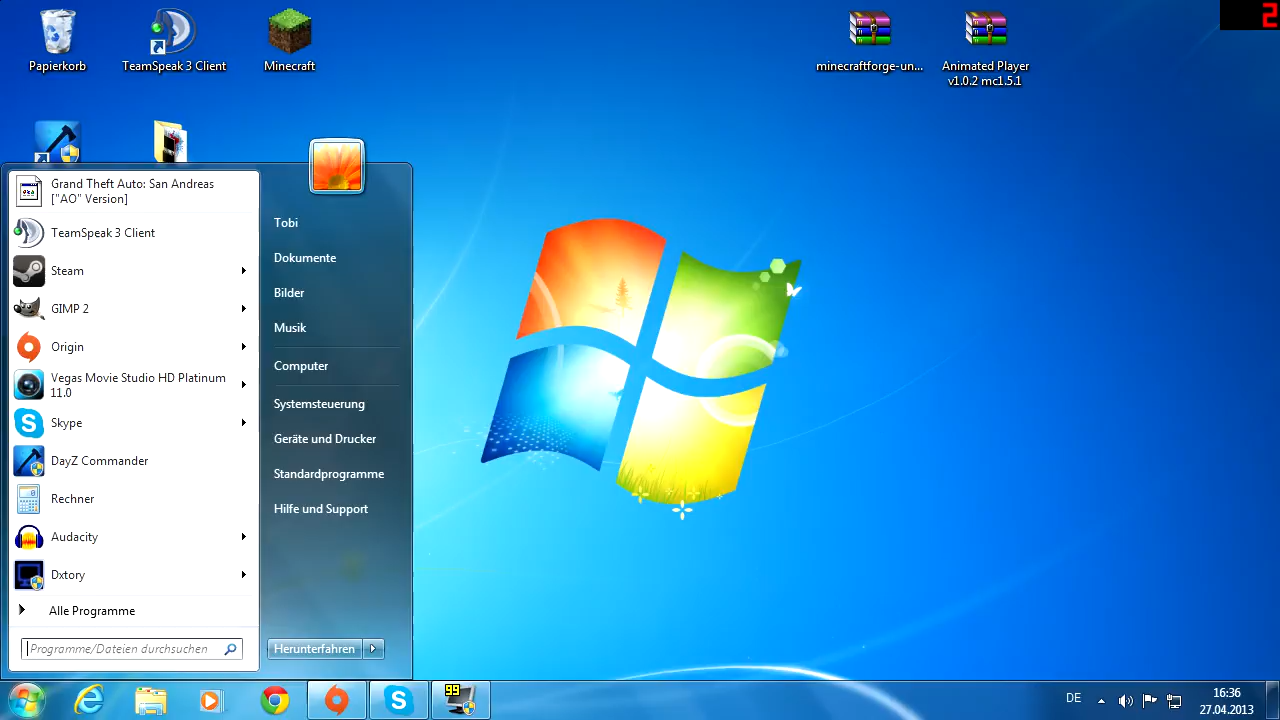 2
Papierkorb
TeamSpeak 3 Client
Minecraft
minecraftforge-un...
Animated Player
v1.0.2 mc1.5.1
Grand Theft Auto: San Andreas
["AO" Version]
TeamSpeak 3 Client
Steam
GIMP 2
Origin
Vegas Movie Studio HD Platinum
11.0
Skype
DayZ Commander
Rechner
Audacity
Dxtory
Alle Programme
Programme/Dateien durchsuchen
Tobi
Dokumente
Bilder
Musik
Computer
Systemsteuerung
Geräte und Drucker
Standardprogramme
Hilfe und Support
Herunterfahren
99
DE
16:36
27.04.2013